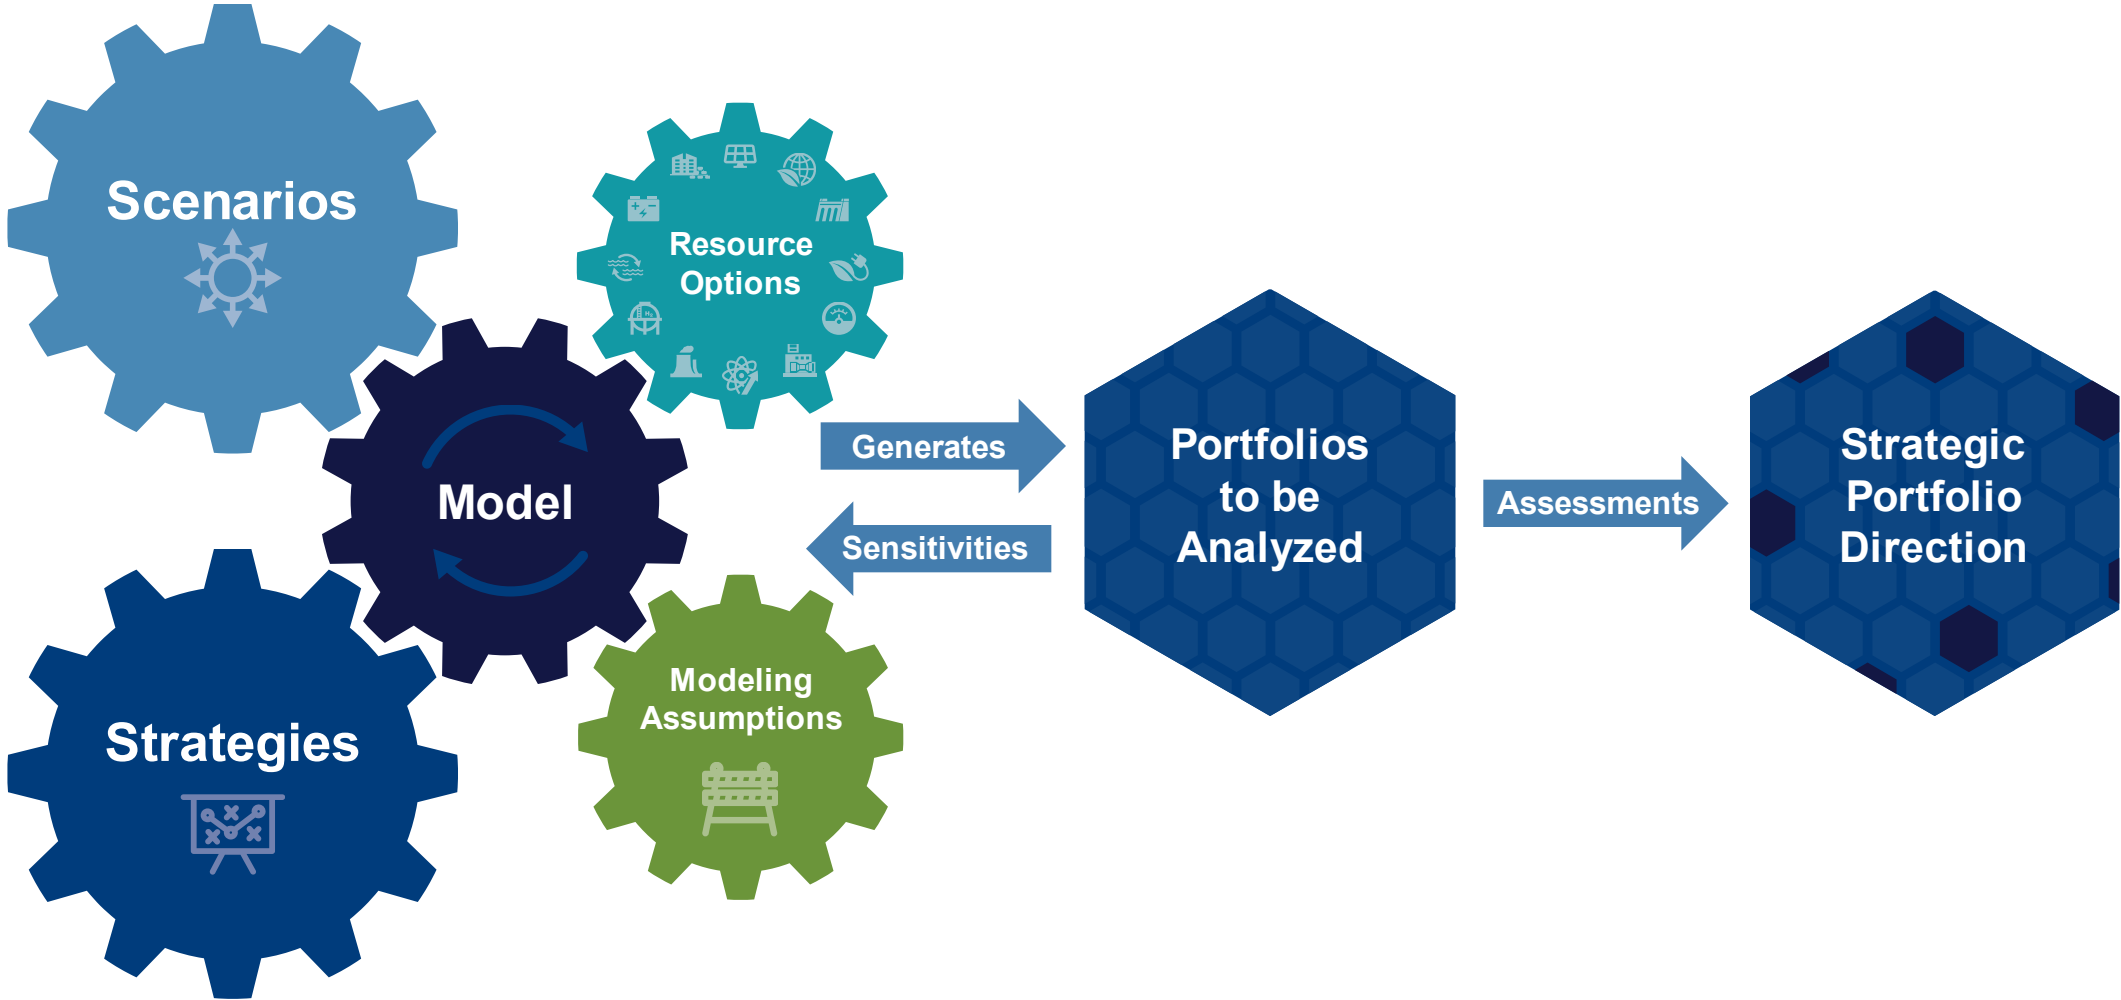 Scenarios
Resource
Options
Model
Strategies
Modeling
Assumptions
Generates
Sensitivities
Portfolios
to be
Analyzed
Assessments
Strategic
Portfolio
Direction